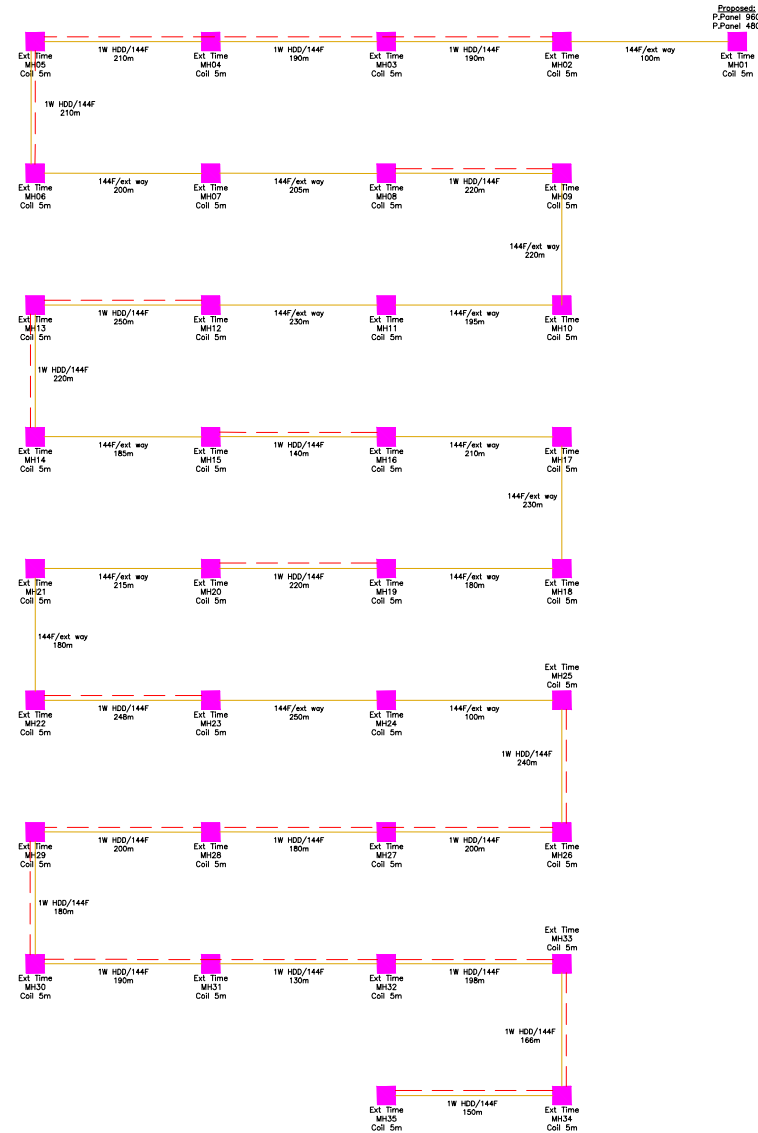 Proposed:
P.Panel 960
P.Panel 480
Ext Time
MH05
Coil 5m
1W HDD/144F
210m
Ext Time
MH04
Coil 5m
1W HDD/144F
190m
Ext Time
MH03
Coil 5m
1W HDD/144F
190m
Ext Time
MH02
Coil 5m
144F/ext way
100m
Ext Time
MH01
Coil 5m
1W HDD/144F
210m
Ext Time
MH06
Coil 5m
144F/ext way
200m
Ext Time
MH07
Coil 5m
144F/ext way
205m
Ext Time
MH08
Coil 5m
1W HDD/144F
220m
Ext Time
MH09
Coil 5m
144F/ext way
220m
Ext Time
MH13
Coil 5m
1W HDD/144F
250m
Ext Time
MH12
Coil 5m
144F/ext way
230m
Ext Time
MH11
Coil 5m
144F/ext way
195m
Ext Time
MH10
Coil 5m
1W HDD/144F
220m
Ext Time
MH14
Coil 5m
144F/ext way
185m
Ext Time
MH15
Coil 5m
1W HDD/144F
140m
Ext Time
MH16
Coil 5m
144F/ext way
210m
Ext Time
MH17
Coil 5m
144F/ext way
230m
Ext Time
MH21
Coil 5m
144F/ext way
215m
Ext Time
MH20
Coil 5m
1W HDD/144F
220m
Ext Time
MH19
Coil 5m
144F/ext way
180m
Ext Time
MH18
Coil 5m
144F/ext way
180m
Ext Time
MH22
Coil 5m
1W HDD/144F
248m
Ext Time
MH23
Coil 5m
144F/ext way
250m
Ext Time
MH24
Coil 5m
144F/ext way
100m
Ext Time
MH25
Coil 5m
1W HDD/144F
240m
Ext Time
MH29
Coil 5m
1W HDD/144F
200m
Ext Time
MH28
Coil 5m
1W HDD/144F
180m
Ext Time
MH27
Coil 5m
1W HDD/144F
200m
Ext Time
MH26
Coil 5m
1W HDD/144F
180m
Ext Time
MH30
Coil 5m
1W HDD/144F
190m
Ext Time
MH31
Coil 5m
1W HDD/144F
130m
Ext Time
MH32
Coil 5m
1W HDD/144F
198m
Ext Time
MH33
Coil 5m
1W HDD/144F
166m
Ext Time
MH35
Coil 5m
1W HDD/144F
150m
Ext Time
MH34
Coil 5m